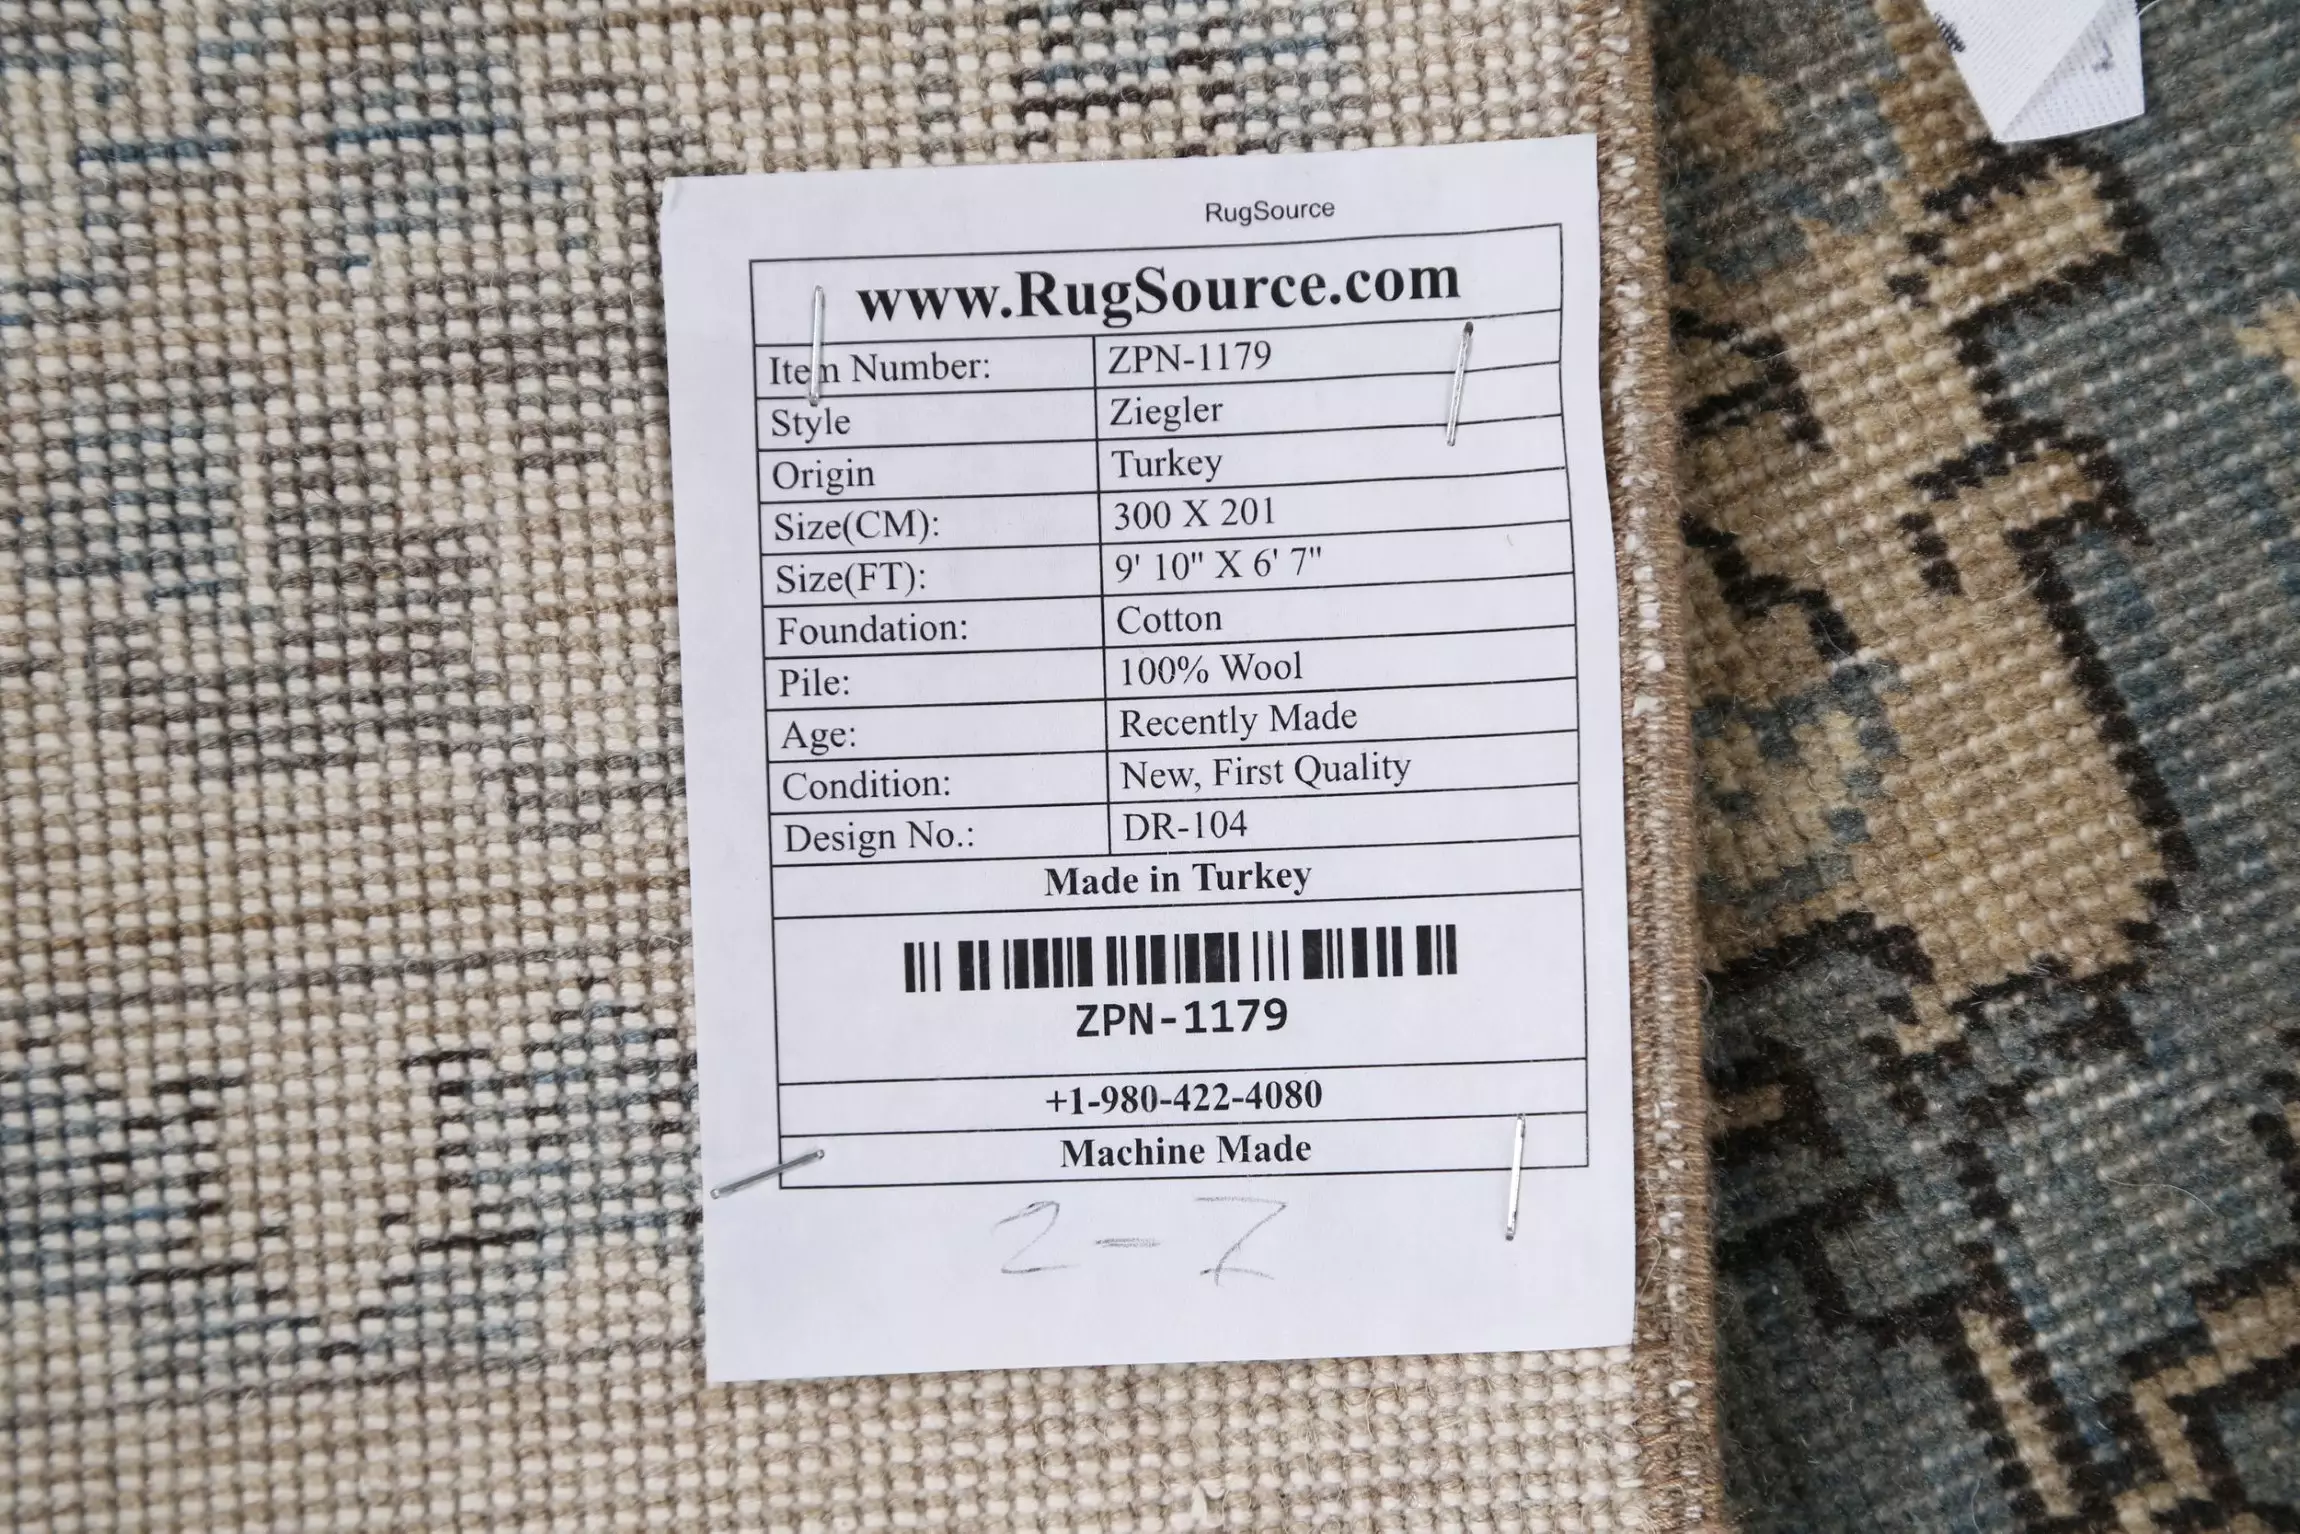 RugSource
www.RugSource.com
Item Number: ZPN-1179
Style Ziegler
Origin Turkey
Size(CM): 300 X 201
Size(FT): 9' 10" X 6' 7"
Foundation: Cotton
Pile: 100% Wool
Age: Recently Made
Condition: New, First Quality
Design No.: DR-104
Made in Turkey
ZPN-1179
+1-980-422-4080
Machine Made